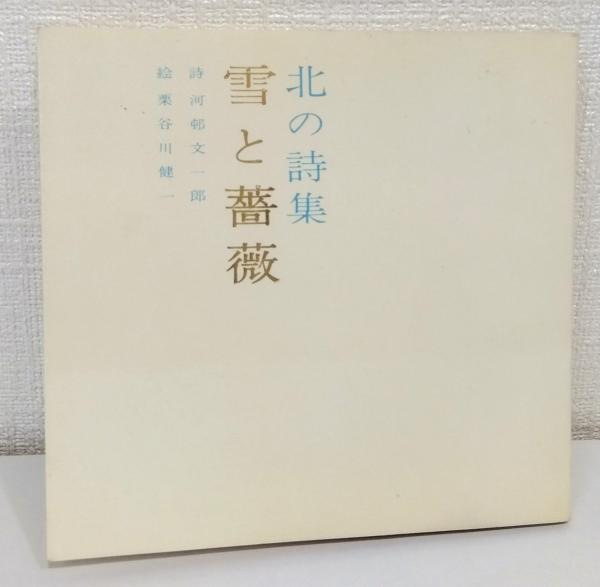 北の詩集
雪と薔薇
詩 河邨文一郎
絵 栗谷川健一